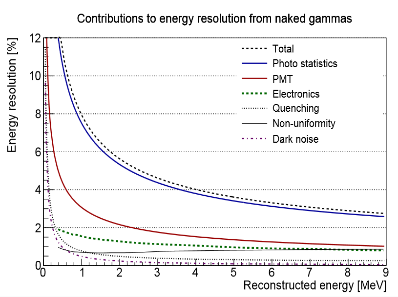 Contributions to energy resolution from naked gammas
Energy resolution [%]
12
10
8
6
4
2
0
Total
Photo statistics
PMT
Electronics
Quenching
Non-uniformity
Dark noise
0 1 2 3 4 5 6 7 8 9
Reconstructed energy [MeV]